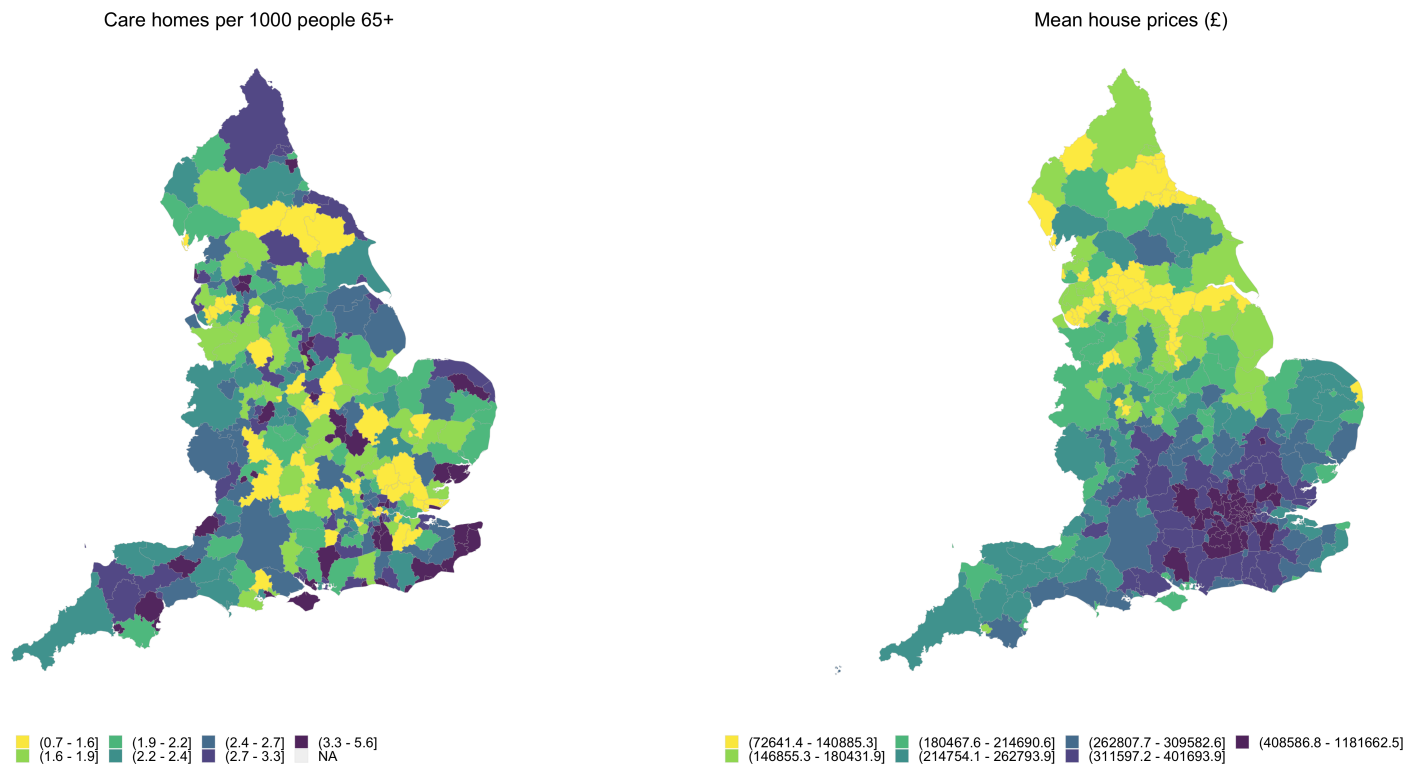 Care homes per 1000 people 65+
Mean house prices (£)
(0.7 - 1.6] (1.9 - 2.2] (2.4 - 2.7] (3.3 - 5.6]
(1.6 - 1.9] (2.2 - 2.4] (2.7 - 3.3] NA
(72641.4 - 140885.3] (180467.6 - 214690.6] (262807.7 - 309582.6] (408586.8 - 1181662.5]
(146855.3 - 180431.9] (214754.1 - 262793.9] (311597.2 - 401693.9]